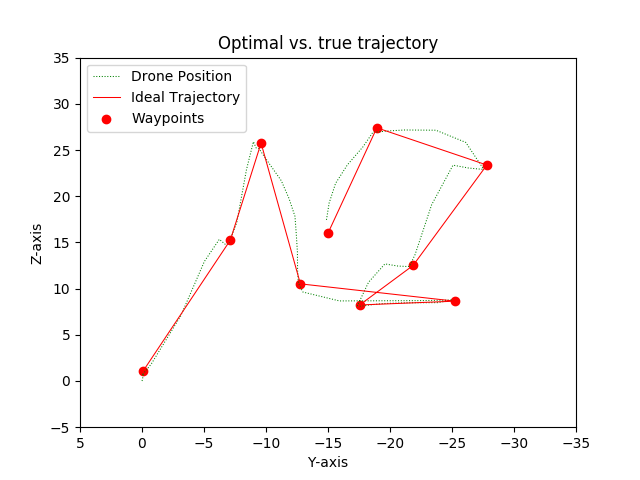 Optimal vs. true trajectory
Drone Position
Ideal Trajectory
Waypoints
35
30
25
20
15
10
5
0
−5
Z-axis
5 0 −5 −10 −15 −20 −25 −30 −35
Y-axis